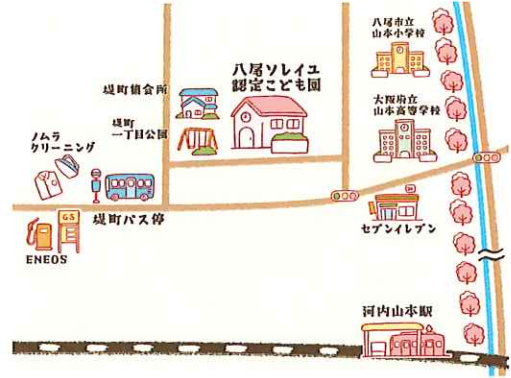 八尾市立
山本小学校
八尾ソレイユ
認定こども園
堤町集会所
大阪府立
山本高等学校
堤町
一丁目公園
ノムラ
クリーニング
GS
堤町バス停
セブンイレブン
ENEOS
河内山本駅